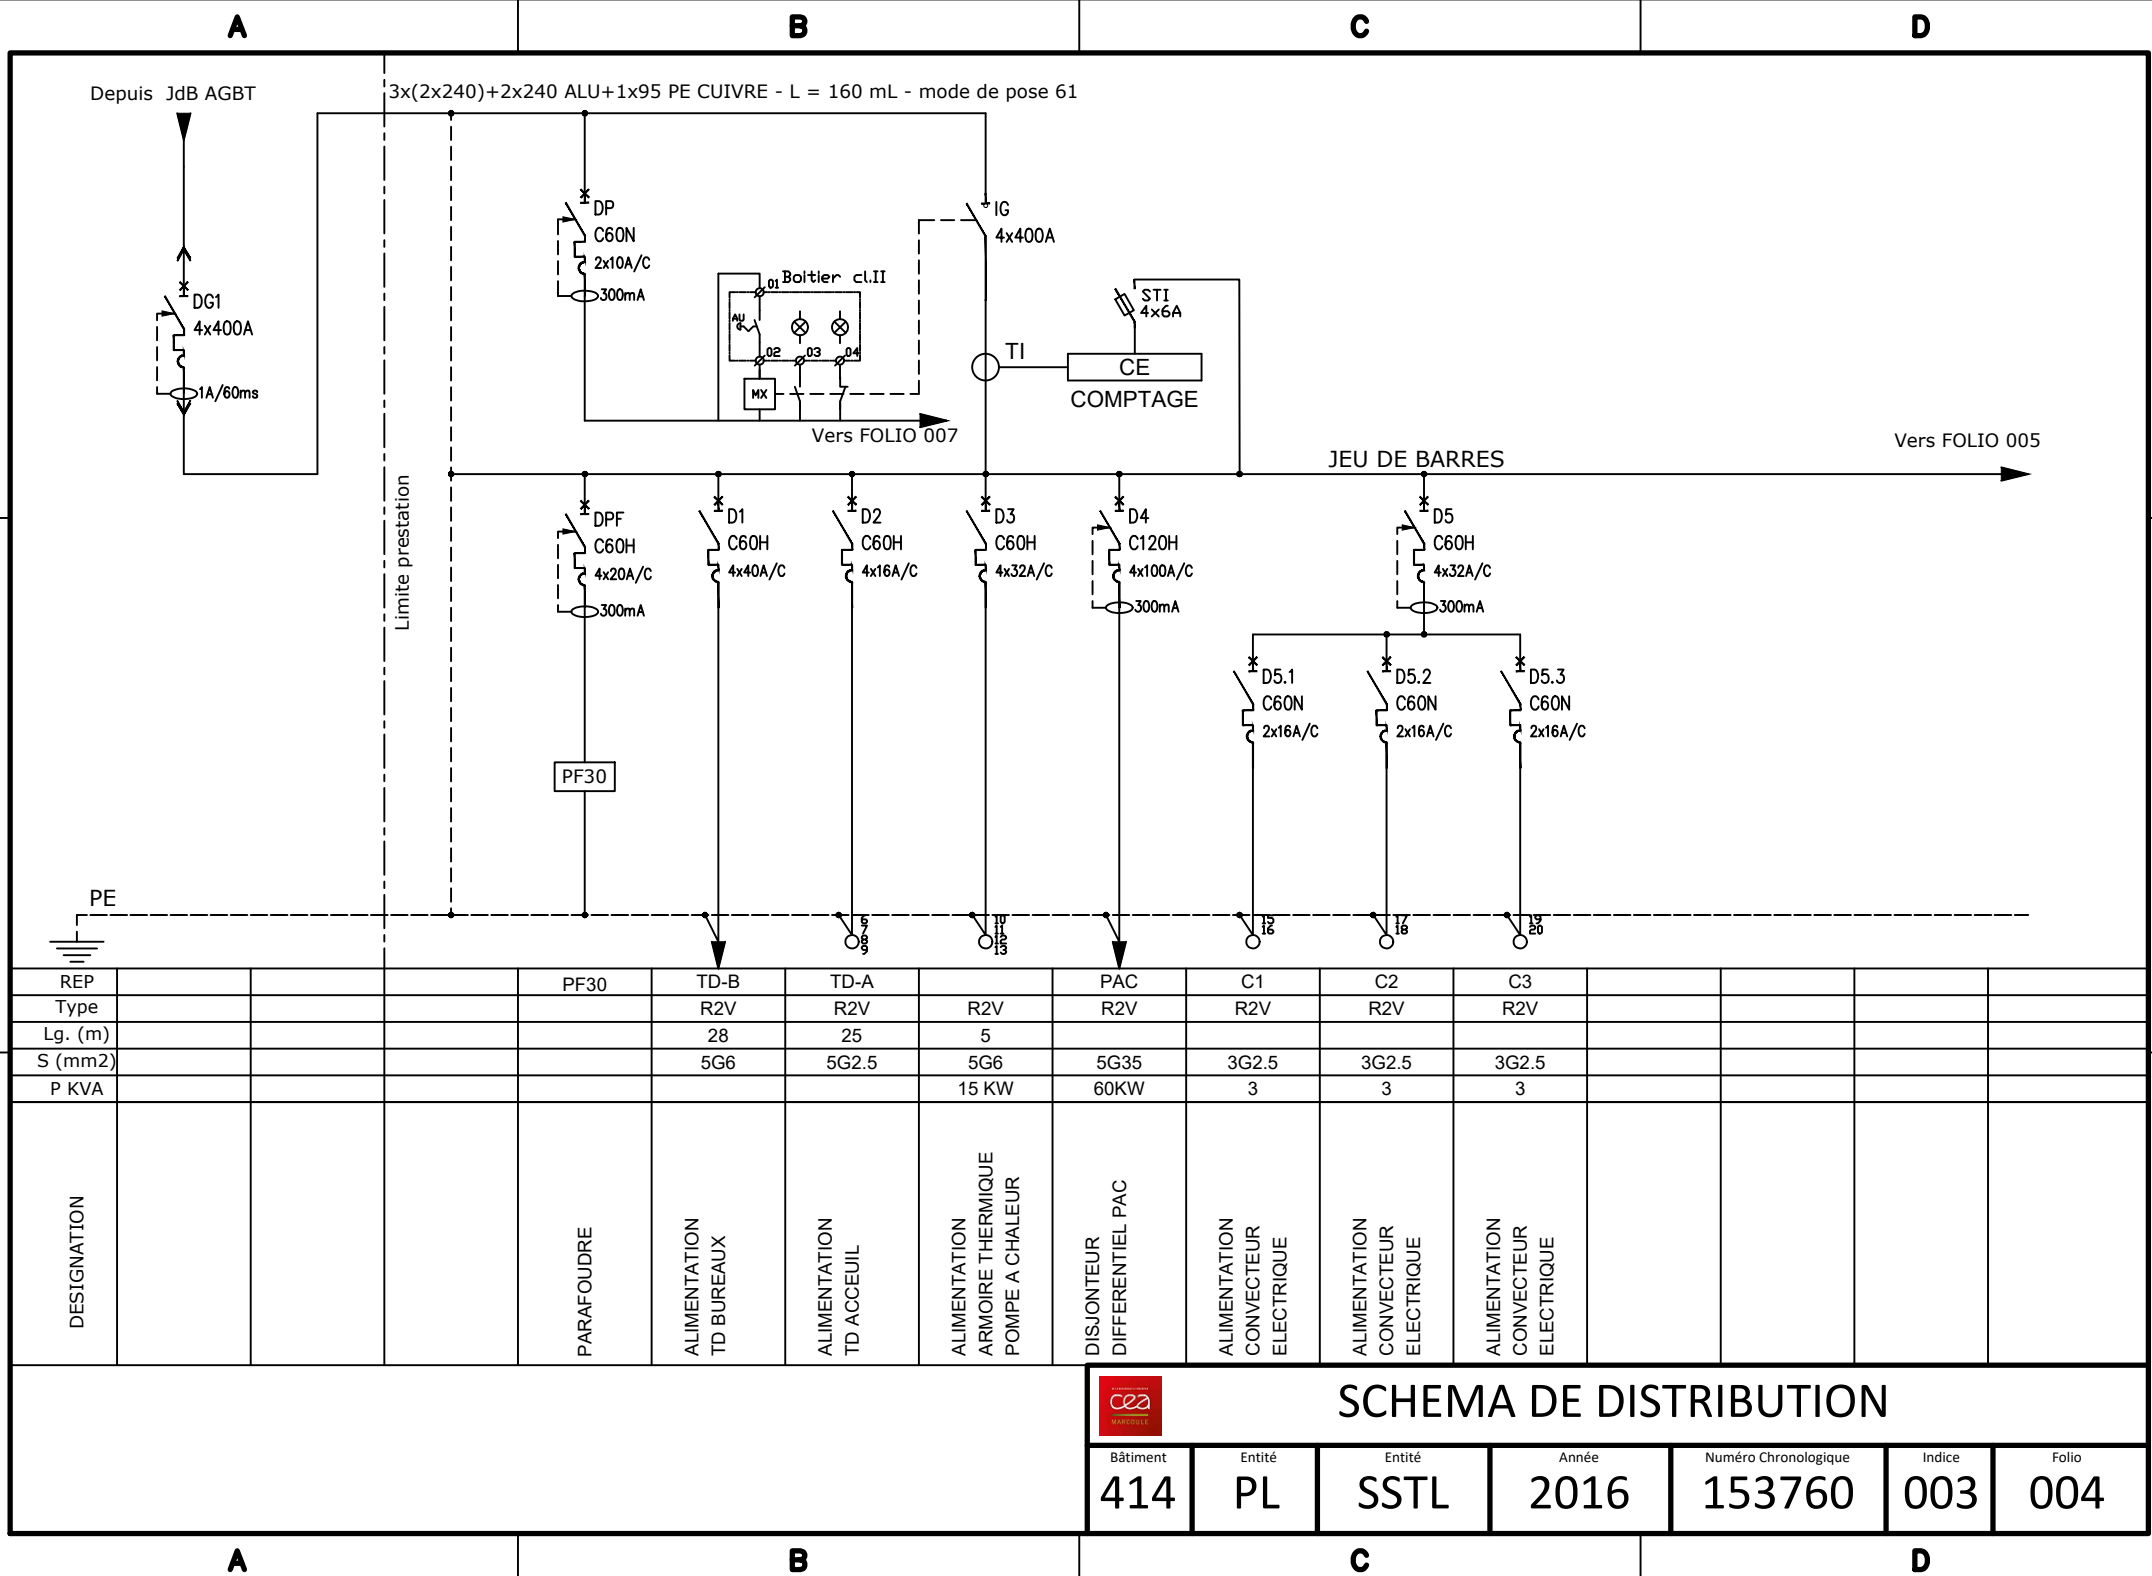 A B C D
Depuis JdB AGBT
3x(2x240)+2x240 ALU+1x95 PE CUIVRE - L = 160 mL - mode de pose 61
DG1
4x400A
1A/60ms
Limite prestation
DP
C60N
2x10A/C
300mA
01 Boitier cl.II
AU
02 03 04
MX
Vers FOLIO 007
IG
4x400A
TI
STI
4x6A
CE
COMPTAGE
JEU DE BARRES
Vers FOLIO 005
DPF
C60H
4x20A/C
300mA
PF30
D1
C60H
4x40A/C
D2
C60H
4x16A/C
D3
C60H
4x32A/C
D4
C120H
4x100A/C
300mA
D5
C60H
4x32A/C
300mA
D5.1
C60N
2x16A/C
D5.2
C60N
2x16A/C
D5.3
C60N
2x16A/C
PE
6
7
8
9
10
11
12
13
15
16
17
18
19
20
REP PF30 TD-B TD-A PAC C1 C2 C3
Type R2V R2V R2V R2V R2V R2V R2V
Lg. (m) 28 25 5
S (mm2) 5G6 5G2.5 5G6 5G35 3G2.5 3G2.5 3G2.5
P KVA 15 KW 60KW 3 3 3
DESIGNATION
PARAFOUDRE
ALIMENTATION
TD BUREAUX
ALIMENTATION
TD ACCEUIL
ALIMENTATION
ARMOIRE THERMIQUE
POMPE A CHALEUR
DISJONTEUR
DIFFERENTIEL PAC
ALIMENTATION
CONVECTEUR
ELECTRIQUE
ALIMENTATION
CONVECTEUR
ELECTRIQUE
ALIMENTATION
CONVECTEUR
ELECTRIQUE
cea
MARCOULE
SCHEMA DE DISTRIBUTION
Bâtiment Entité Entité Année Numéro Chronologique Indice Folio
414 PL SSTL 2016 153760 003 004
A B C D